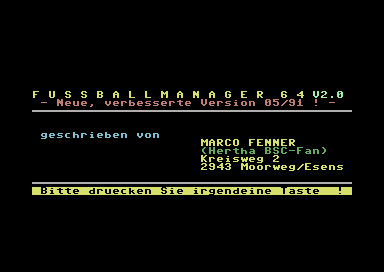 F U S S B A L L M A N A G E R  6 4 V2.0
- Neue, verbesserte Version 05/91 ! -
geschrieben von
MARCO FENNER
(Hertha BSC-Fan)
Kreisweg 2
2943 Moorweg/Esens
Bitte druecken Sie irgendeine Taste !